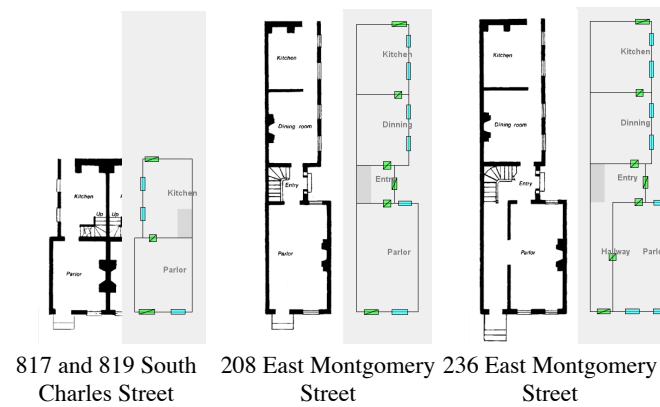 Kitchen
Kitchen
Up
Up
Parlor
Kitchen
Parlor
Kitchen
Dining room
Entry
Parlor
Kitchen
Dinning
Entry
Parlor
Kitchen
Dining room
Entry
Parlor
Kitchen
Dinning
Entry
Hallway
817 and 819 South
Charles Street
208 East Montgomery
Street
236 East Montgomery
Street